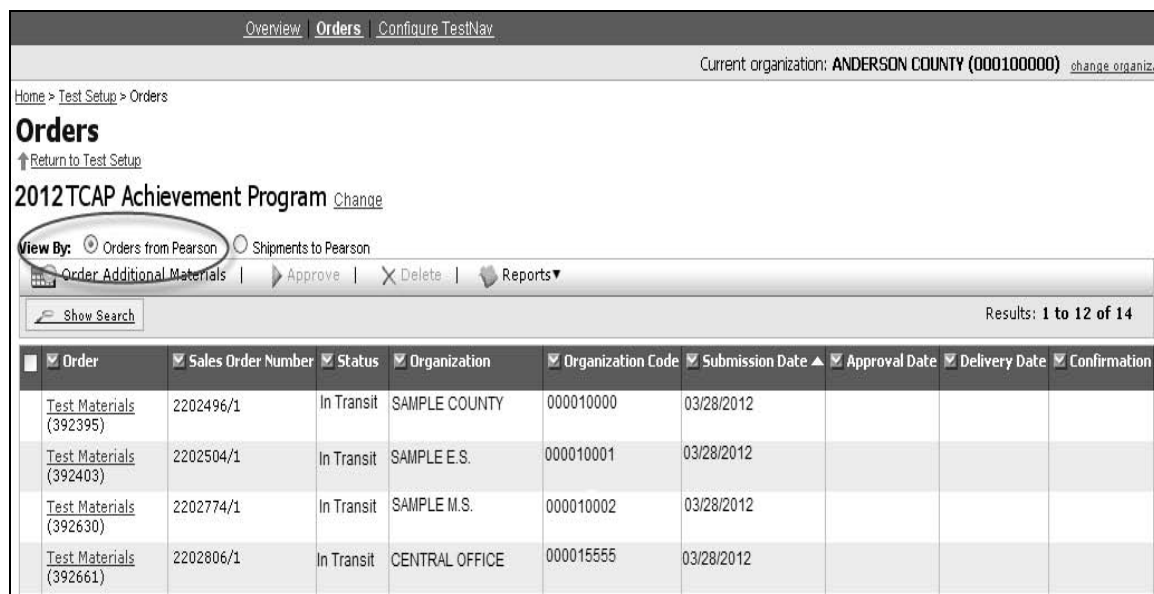 Overview | Orders | Configure TestNav
Current organization: ANDERSON COUNTY (000100000) change organiz.
Home > Test Setup > Orders
Orders
Return to Test Setup
2012 TCAP Achievement Program Change
View By: Orders from Pearson Shipments to Pearson
Order Additional Materials | Approve | Delete | Reports
Show Search Results: 1 to 12 of 14
Order Sales Order Number Status Organization Organization Code Submission Date Approval Date Delivery Date Confirmation
Test Materials 2202496/1 In Transit SAMPLE COUNTY 000010000 03/28/2012
(392395)
Test Materials 2202504/1 In Transit SAMPLE E.S. 000010001 03/28/2012
(392403)
Test Materials 2202774/1 In Transit SAMPLE M.S. 000010002 03/28/2012
(392630)
Test Materials 2202806/1 In Transit CENTRAL OFFICE 000015555 03/28/2012
(392661)